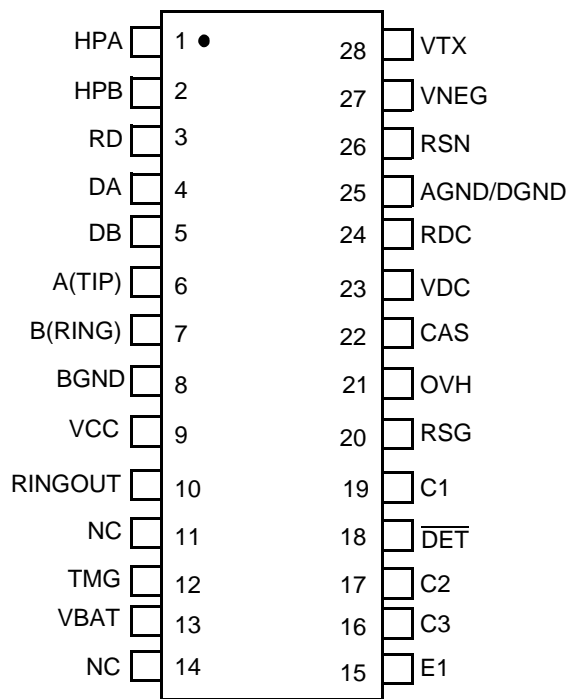 HPA 1 28 VTX
HPB 2 27 VNEG
RD 3 26 RSN
DA 4 25 AGND/DGND
DB 5 24 RDC
A(TIP) 6 23 VDC
B(RING) 7 22 CAS
BGND 8 21 OVH
VCC 9 20 RSG
RINGOUT 10 19 C1
NC 11 18 D̅E̅T̅
TMG 12 17 C2
VBAT 13 16 C3
NC 14 15 E1